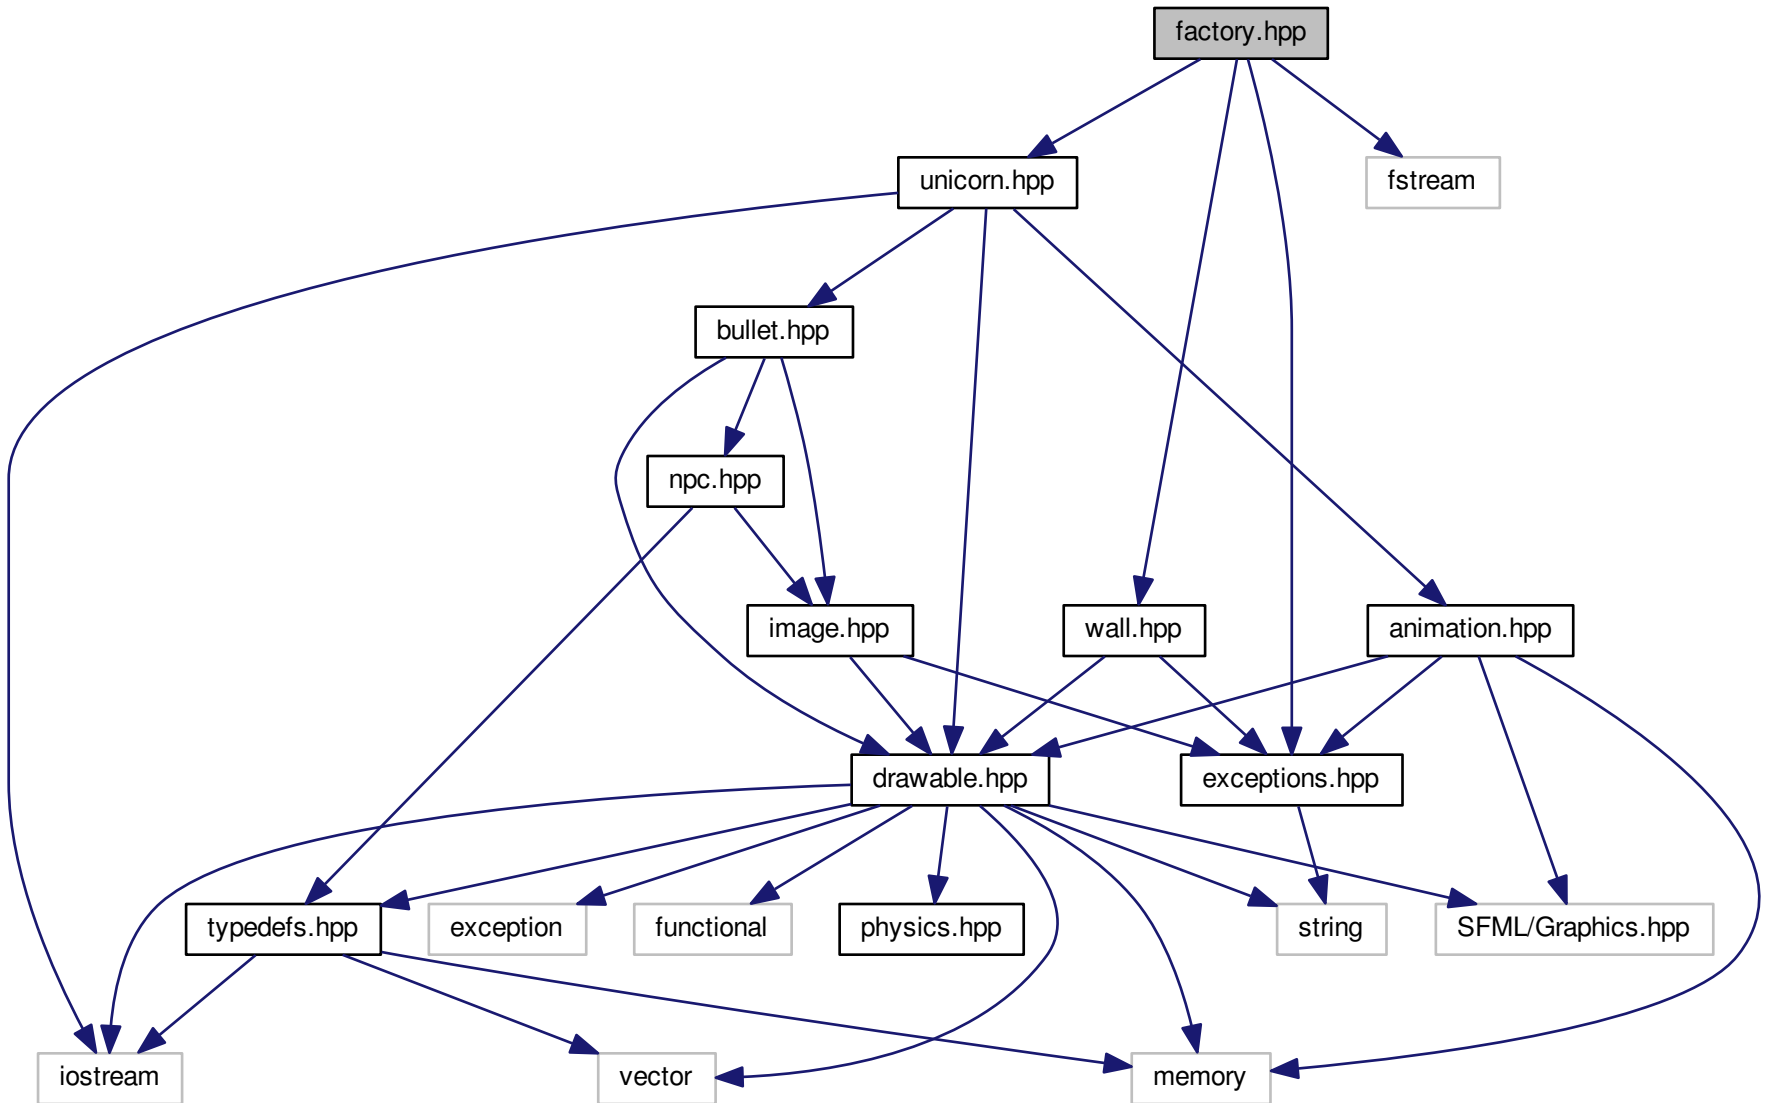 factory.hpp
unicorn.hpp
fstream
bullet.hpp
npc.hpp
image.hpp
wall.hpp
animation.hpp
drawable.hpp
exceptions.hpp
typedefs.hpp
exception
functional
physics.hpp
string
SFML/Graphics.hpp
iostream
vector
memory